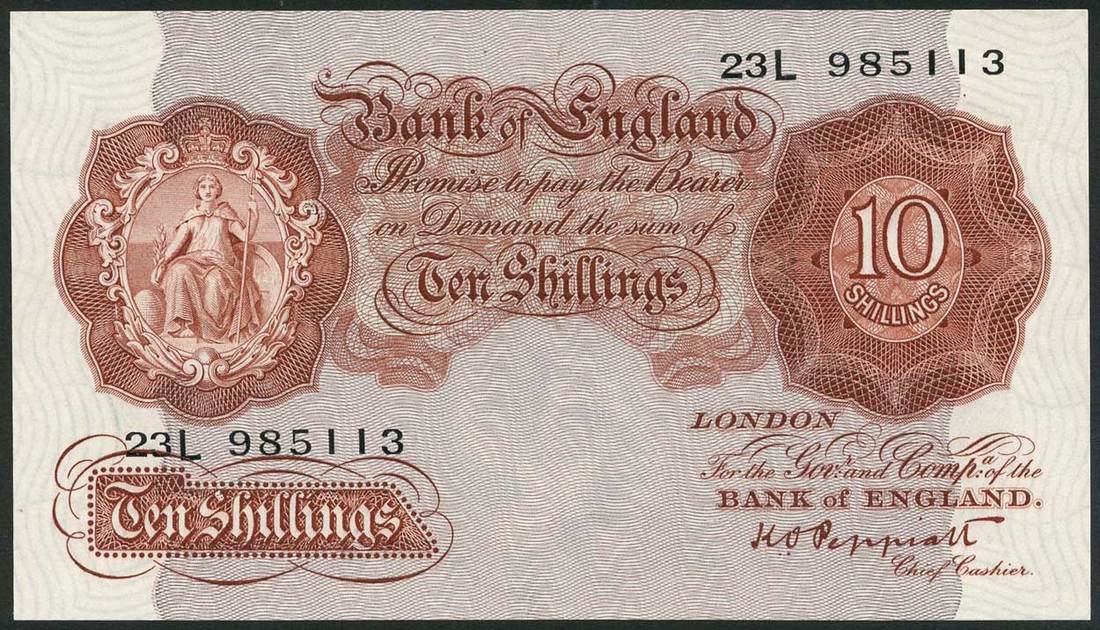 23L 985113
Bank of England
Promise to pay the Bearer
on Demand the sum of
Ten Shillings
10
SHILLINGS
23L 985113
Ten Shillings
LONDON
For the Govr. and Compa. of the
BANK of ENGLAND.
K O Peppiatt
Chief Cashier.